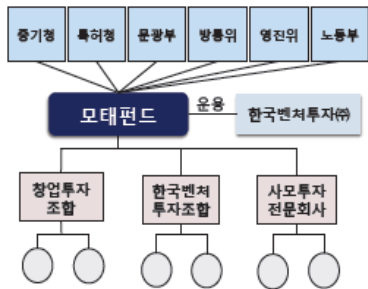 중기청 특허청 문광부 방통위 영진위 노동부
모태펀드 운용 한국벤처투자㈜
창업투자 한국벤처 사모투자
조합 투자조합 전문회사